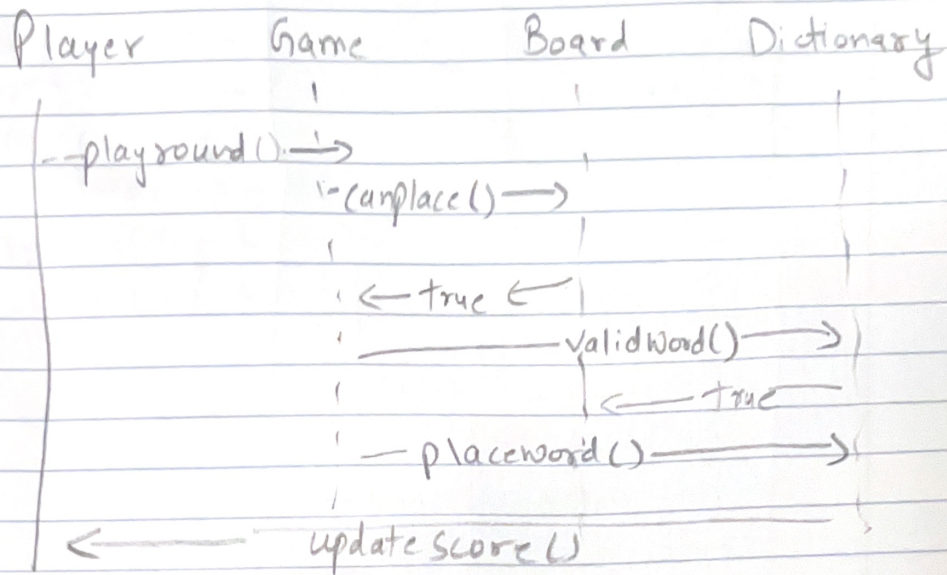 Player Game Board Dictionary
playround()
canplace()
true
validword()
true
placeword()
updatescore()